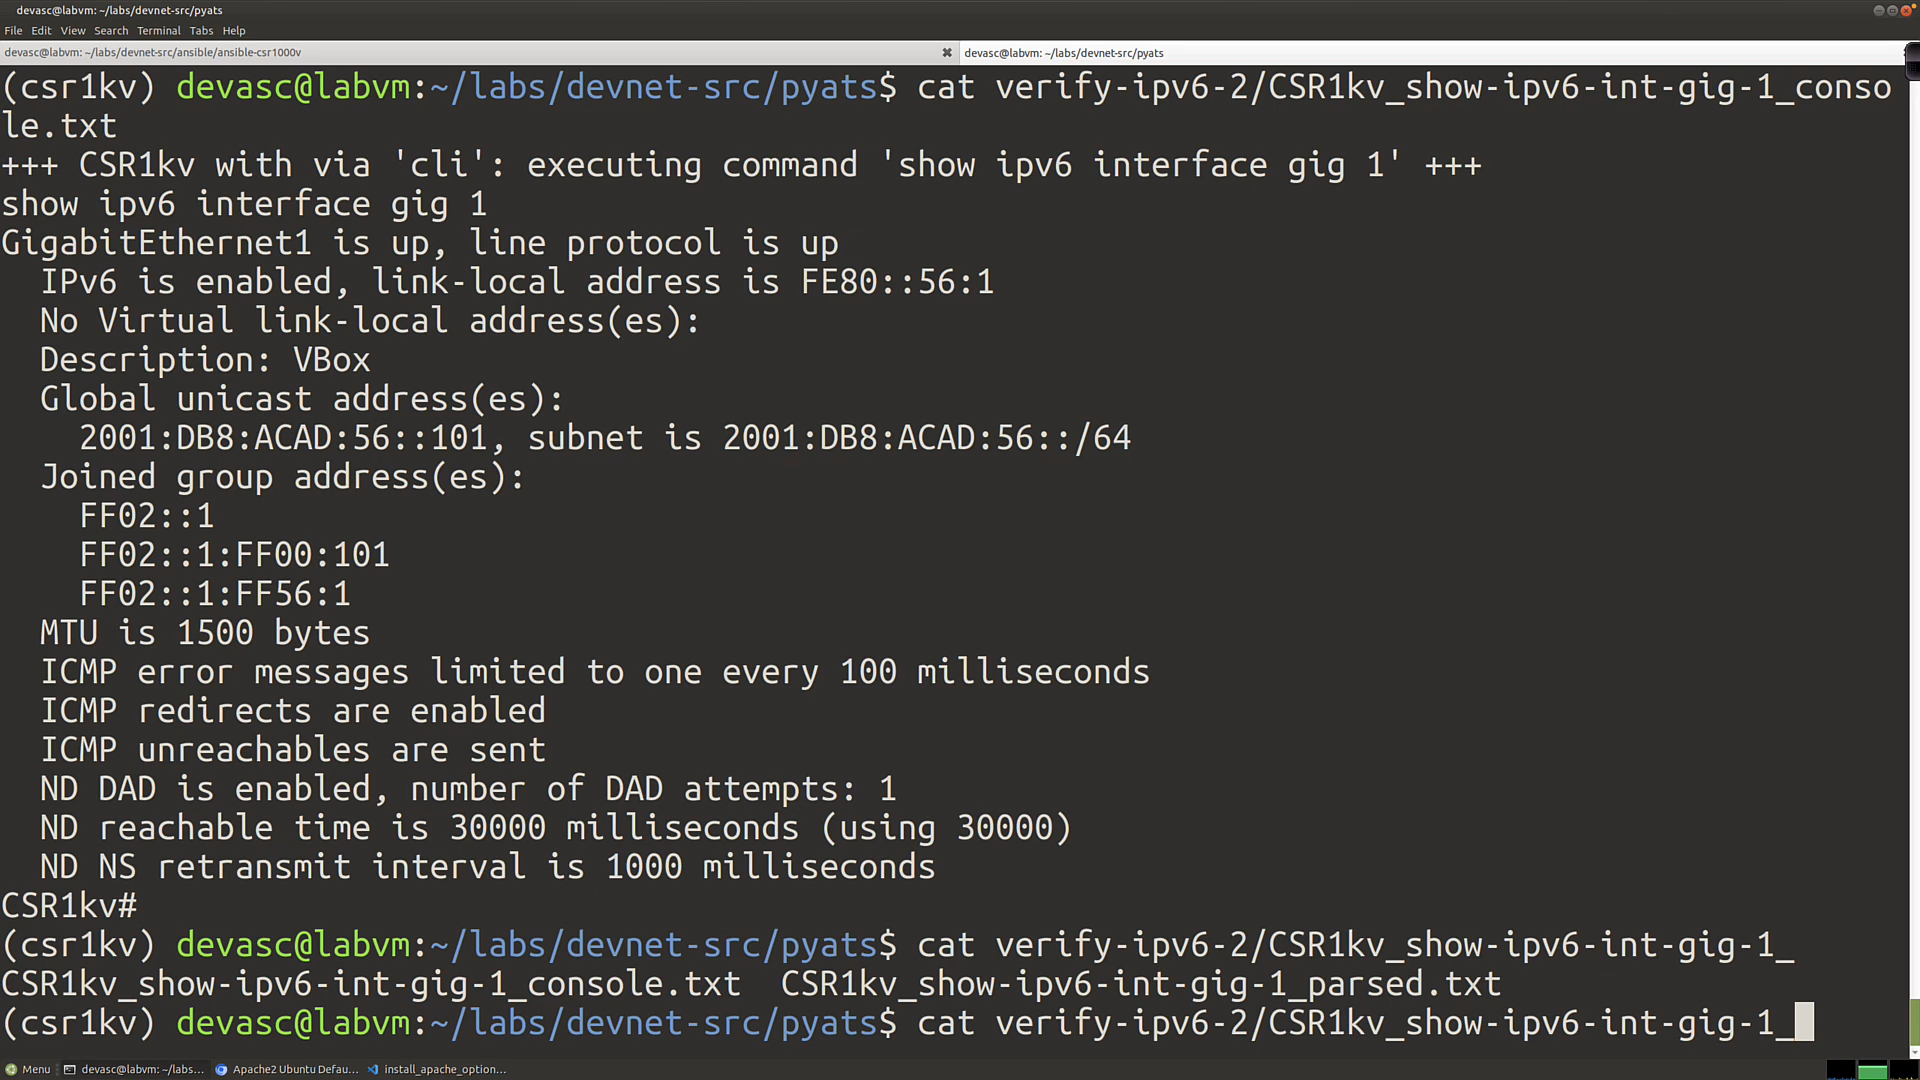 devasc@labvm: ~/labs/devnet-src/pyats
File Edit View Search Terminal Tabs Help
devasc@labvm: ~/labs/devnet-src/ansible/ansible-csr1000v
devasc@labvm: ~/labs/devnet-src/pyats
(csr1kv) devasc@labvm:~/labs/devnet-src/pyats$ cat verify-ipv6-2/CSR1kv_show-ipv6-int-gig-1_conso
le.txt
+++ CSR1kv with via 'cli': executing command 'show ipv6 interface gig 1' +++
show ipv6 interface gig 1
GigabitEthernet1 is up, line protocol is up
  IPv6 is enabled, link-local address is FE80::56:1
  No Virtual link-local address(es):
  Description: VBox
  Global unicast address(es):
    2001:DB8:ACAD:56::101, subnet is 2001:DB8:ACAD:56::/64
  Joined group address(es):
    FF02::1
    FF02::1:FF00:101
    FF02::1:FF56:1
  MTU is 1500 bytes
  ICMP error messages limited to one every 100 milliseconds
  ICMP redirects are enabled
  ICMP unreachables are sent
  ND DAD is enabled, number of DAD attempts: 1
  ND reachable time is 30000 milliseconds (using 30000)
  ND NS retransmit interval is 1000 milliseconds
CSR1kv#
(csr1kv) devasc@labvm:~/labs/devnet-src/pyats$ cat verify-ipv6-2/CSR1kv_show-ipv6-int-gig-1_
CSR1kv_show-ipv6-int-gig-1_console.txt  CSR1kv_show-ipv6-int-gig-1_parsed.txt
(csr1kv) devasc@labvm:~/labs/devnet-src/pyats$ cat verify-ipv6-2/CSR1kv_show-ipv6-int-gig-1_
Menu devasc@labvm: ~/labs... Apache2 Ubuntu Defau... install_apache_option...